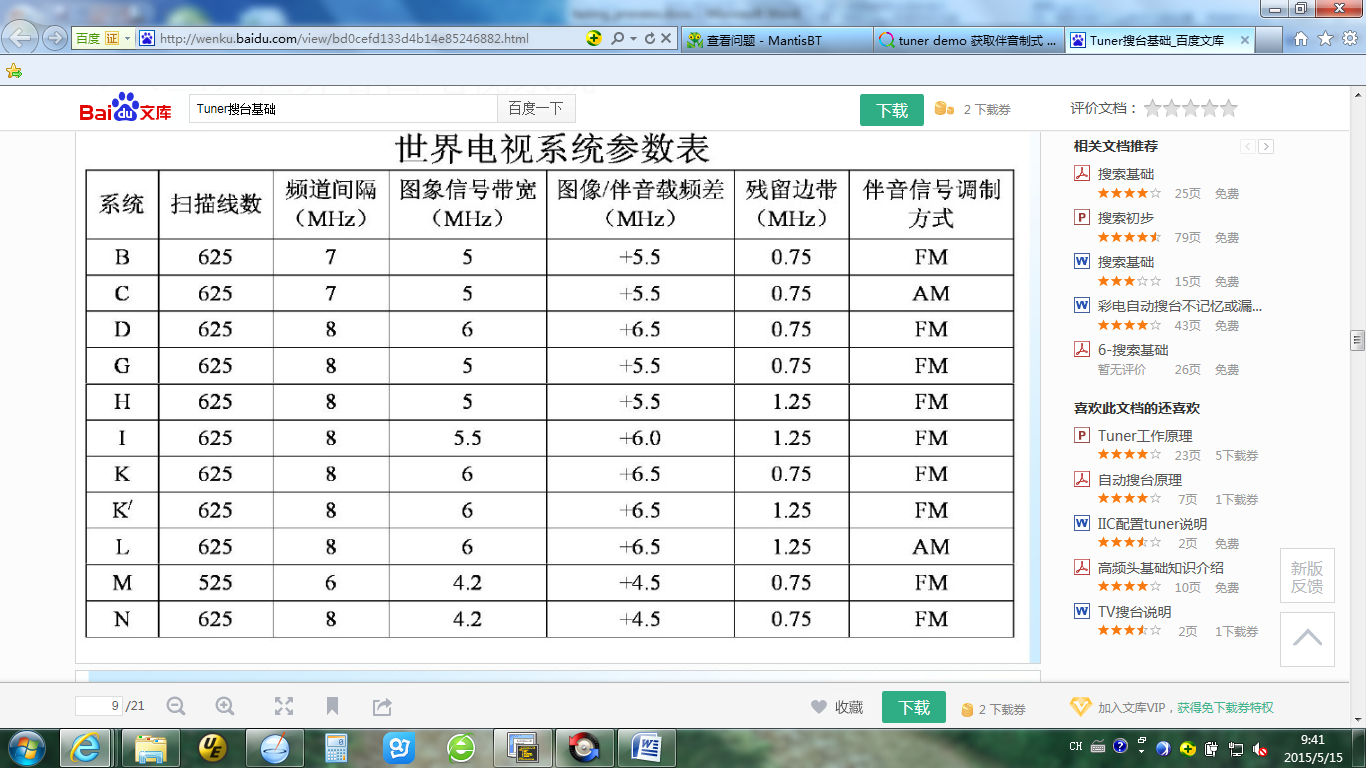 百度 证
http://wenku.baidu.com/view/bd0cefd133d4b14e85246882.html
查看问题 - MantisBT
tuner demo 获取伴音制式 ...
Tuner搜台基础_百度文库
Bai du 文库
Tuner搜台基础
百度一下
下载
2 下载券
评价文档：
世界电视系统参数表
系统 扫描线数 频道间隔（MHz） 图象信号带宽（MHz） 图像/伴音载频差（MHz） 残留边带（MHz） 伴音信号调制方式
B 625 7 5 +5.5 0.75 FM
C 625 7 5 +5.5 0.75 AM
D 625 8 6 +6.5 0.75 FM
G 625 8 5 +5.5 0.75 FM
H 625 8 5 +5.5 1.25 FM
I 625 8 5.5 +6.0 1.25 FM
K 625 8 6 +6.5 0.75 FM
K′ 625 8 6 +6.5 1.25 FM
L 625 8 6 +6.5 1.25 AM
M 525 6 4.2 +4.5 0.75 FM
N 625 8 4.2 +4.5 0.75 FM
相关文档推荐
搜索基础
25页 免费
搜索初步
79页 免费
搜索基础
15页 免费
彩电自动搜台不记忆或漏...
43页 免费
6-搜索基础
暂无评价 26页 免费
喜欢此文档的还喜欢
Tuner工作原理
23页 5下载券
自动搜台原理
7页 1下载券
IIC配置tuner说明
2页 免费
高频头基础知识介绍
10页 免费
TV搜台说明
2页 1下载券
新版
反馈
9 /21
收藏
下载
2 下载券
加入文库VIP，获得免下载券特权
CH
9:41
2015/5/15